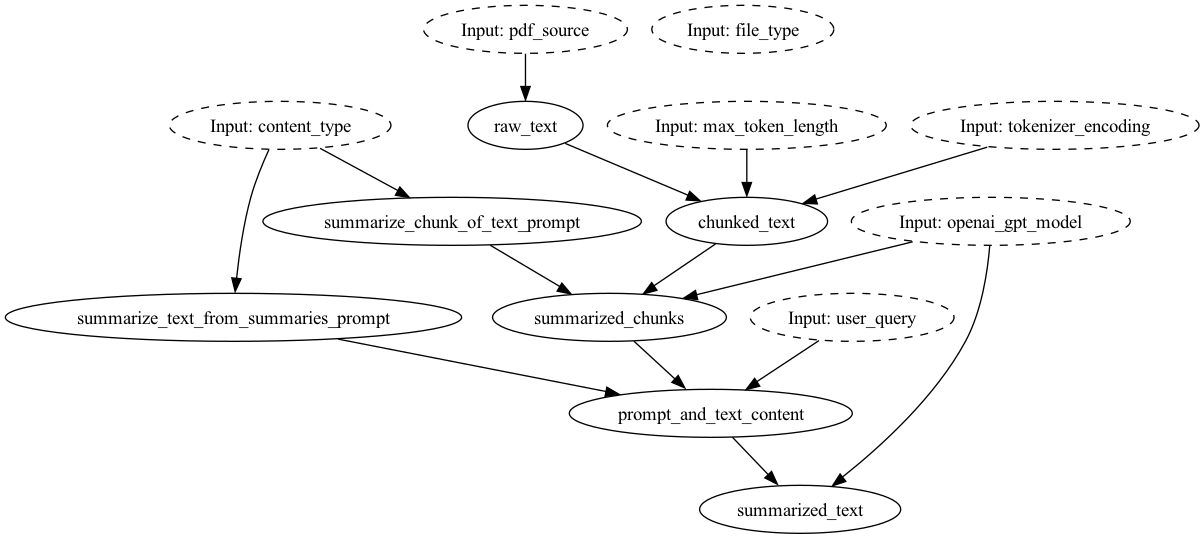 Input: pdf_source
Input: file_type
Input: content_type
raw_text
Input: max_token_length
Input: tokenizer_encoding
summarize_chunk_of_text_prompt
chunked_text
Input: openai_gpt_model
summarize_text_from_summaries_prompt
summarized_chunks
Input: user_query
prompt_and_text_content
summarized_text